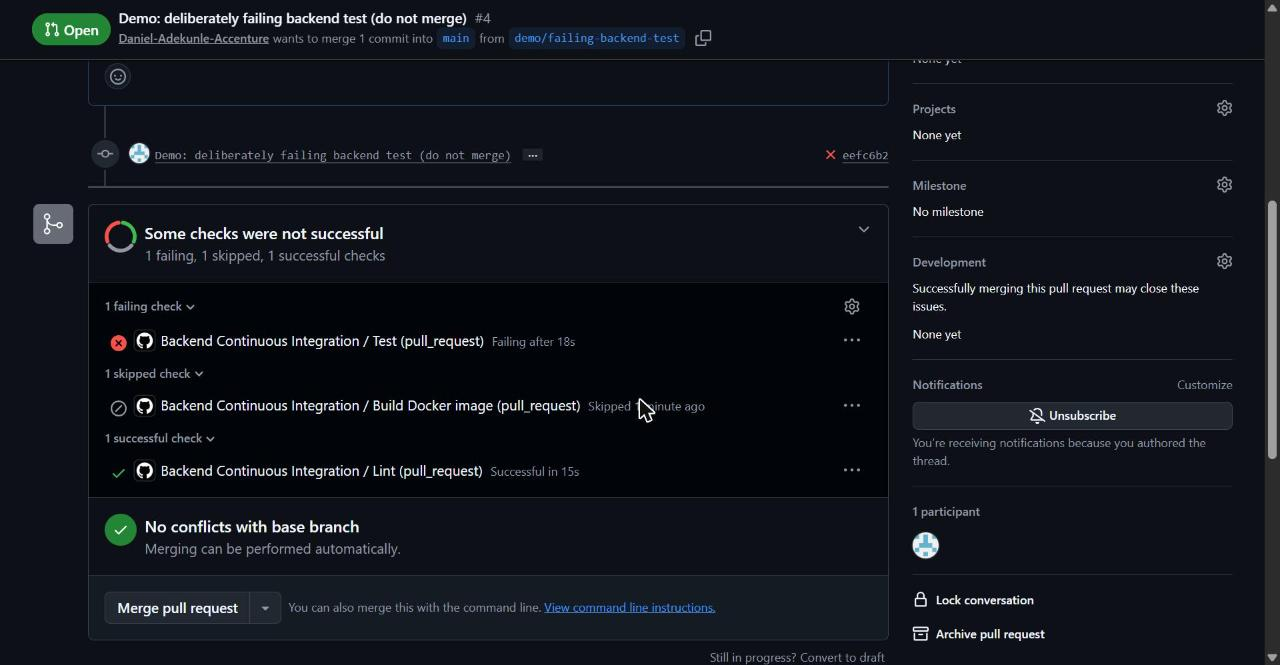 Open
Demo: deliberately failing backend test (do not merge) #4
Daniel-Adekunle-Accenture wants to merge 1 commit into main from demo/failing-backend-test
Demo: deliberately failing backend test (do not merge) ...
eefc6b2
Some checks were not successful
1 failing, 1 skipped, 1 successful checks
1 failing check
Backend Continuous Integration / Test (pull_request) Failing after 18s
1 skipped check
Backend Continuous Integration / Build Docker image (pull_request) Skipped 1 minute ago
1 successful check
Backend Continuous Integration / Lint (pull_request) Successful in 15s
No conflicts with base branch
Merging can be performed automatically.
Merge pull request
You can also merge this with the command line. View command line instructions.
Still in progress? Convert to draft
None yet
Projects
None yet
Milestone
No milestone
Development
Successfully merging this pull request may close these
issues.
None yet
Notifications
Customize
Unsubscribe
You're receiving notifications because you authored the
thread.
1 participant
Lock conversation
Archive pull request